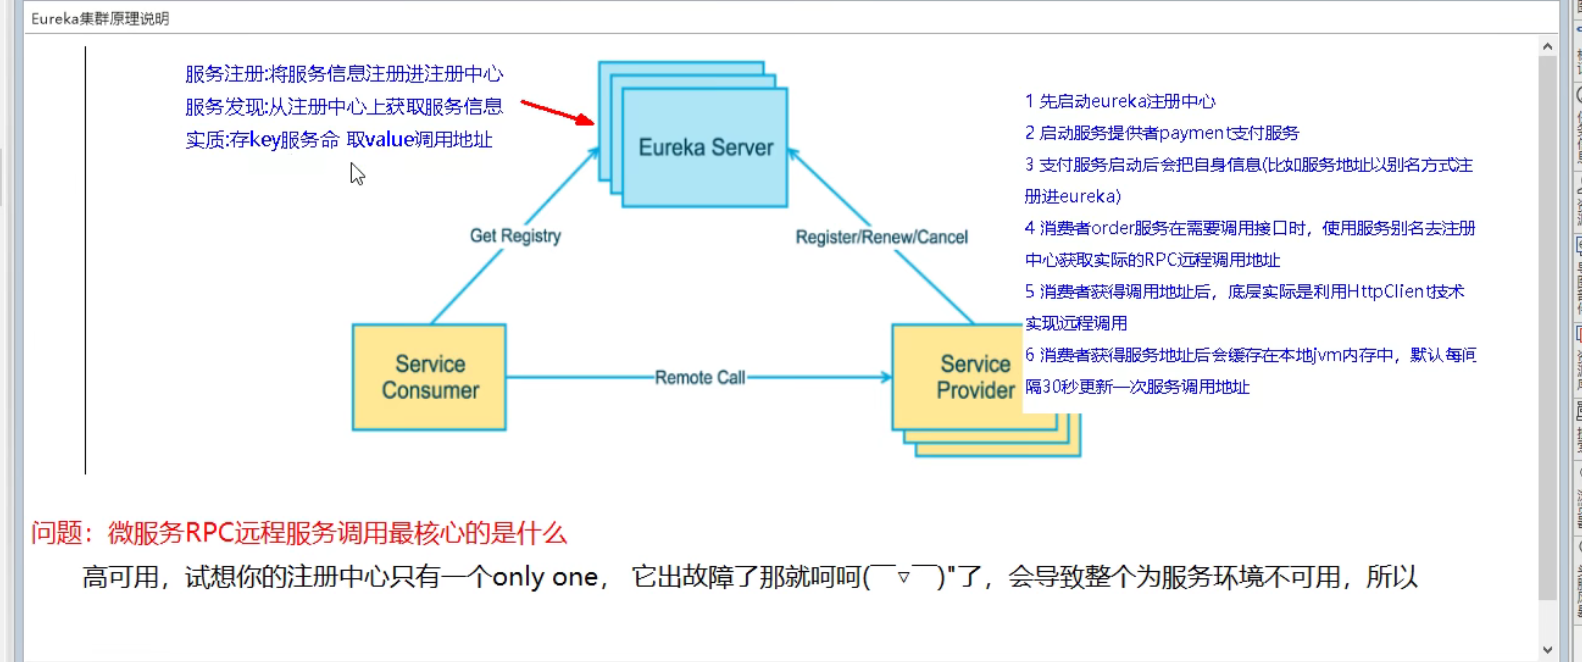 Eureka集群原理说明
服务注册:将服务信息注册进注册中心
服务发现:从注册中心上获取服务信息
实质:存key服务命 取value调用地址
Eureka Server
Get Registry
Register/Renew/Cancel
Service
Consumer
Remote Call
Service
Provider
1 先启动eureka注册中心
2 启动服务提供者payment支付服务
3 支付服务启动后会把自身信息(比如服务地址以别名方式注
册进eureka)
4 消费者order服务在需要调用接口时，使用服务别名去注册
中心获取实际的RPC远程调用地址
5 消费者获得调用地址后，底层实际是利用HttpClient技术
实现远程调用
6 消费者获得服务地址后会缓存在本地jvm内存中，默认每间
隔30秒更新一次服务调用地址
问题：微服务RPC远程服务调用最核心的是什么
高可用，试想你的注册中心只有一个only one， 它出故障了那就呵呵(￣▽￣)"了，会导致整个为服务环境不可用，所以